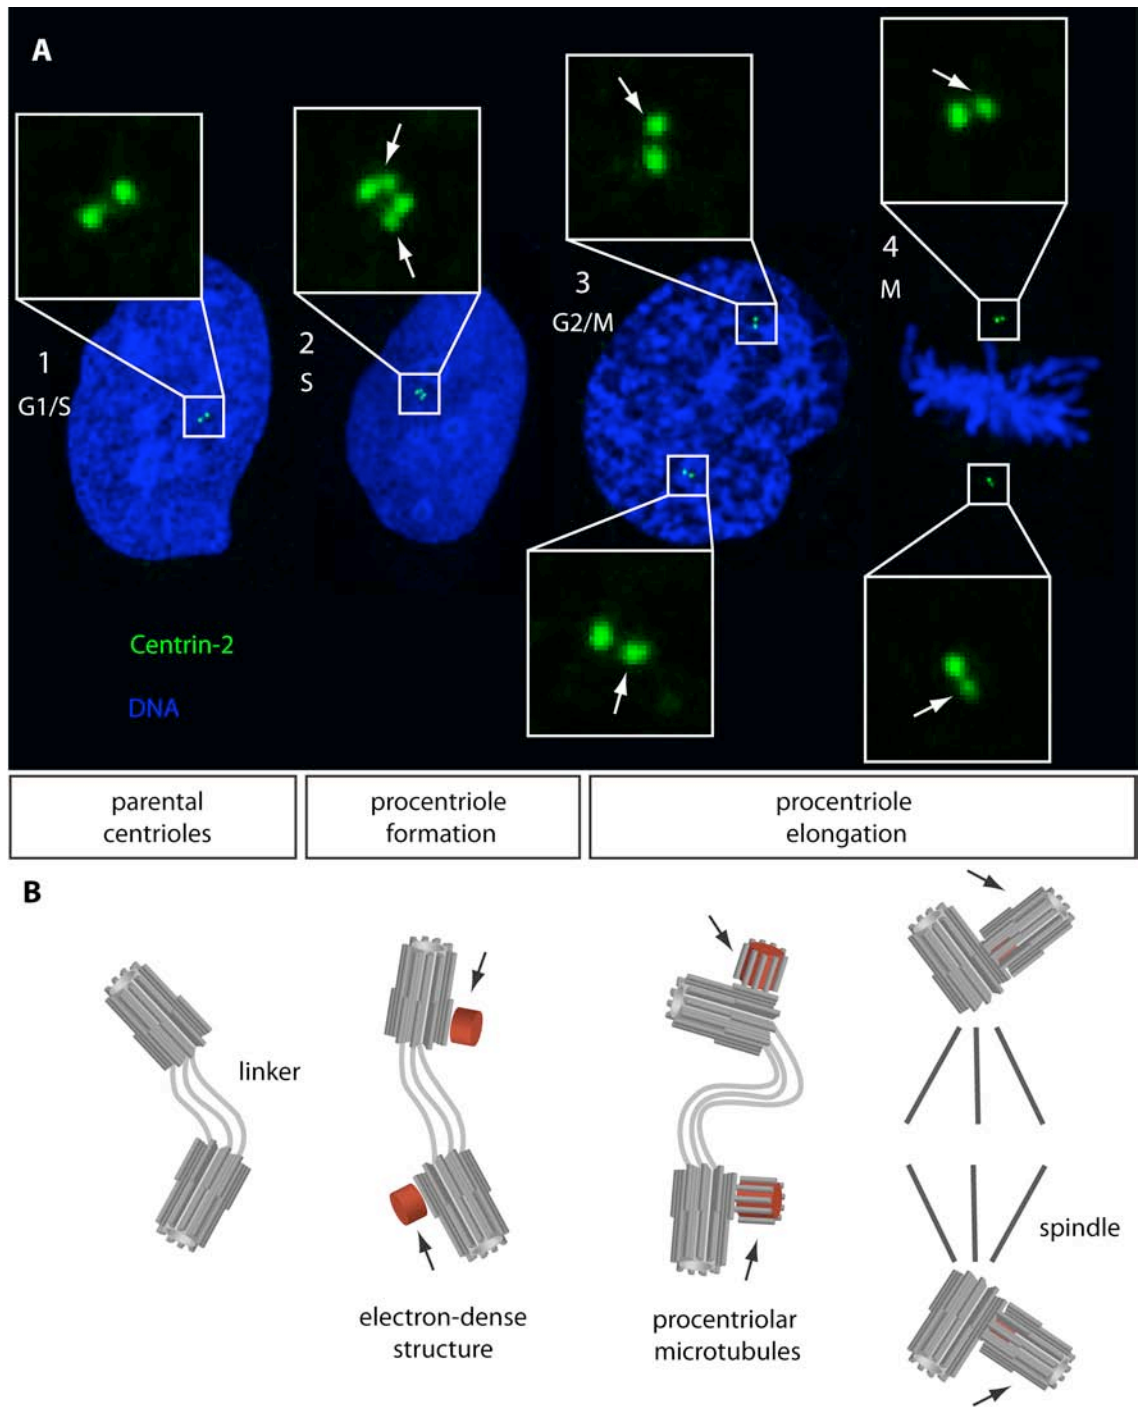 A
1
G1/S
2
S
3
G2/M
4
M
Centrin-2
DNA
parental
centrioles
procentriole
formation
procentriole
elongation
B
linker
electron-dense
structure
procentriolar
microtubules
spindle